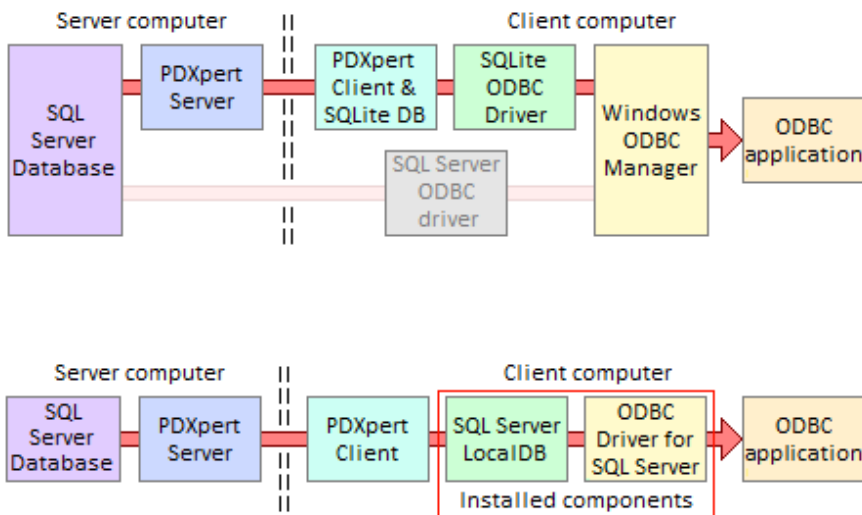 Server computer
Client computer
SQL
Server
Database
PDXpert
Server
PDXpert
Client &
SQLite DB
SQLite
ODBC
Driver
Windows
ODBC
Manager
ODBC
application
SQL Server
ODBC
driver
Server computer
Client computer
SQL
Server
Database
PDXpert
Server
PDXpert
Client
SQL Server
LocalDB
ODBC
Driver for
SQL Server
ODBC
application
Installed components